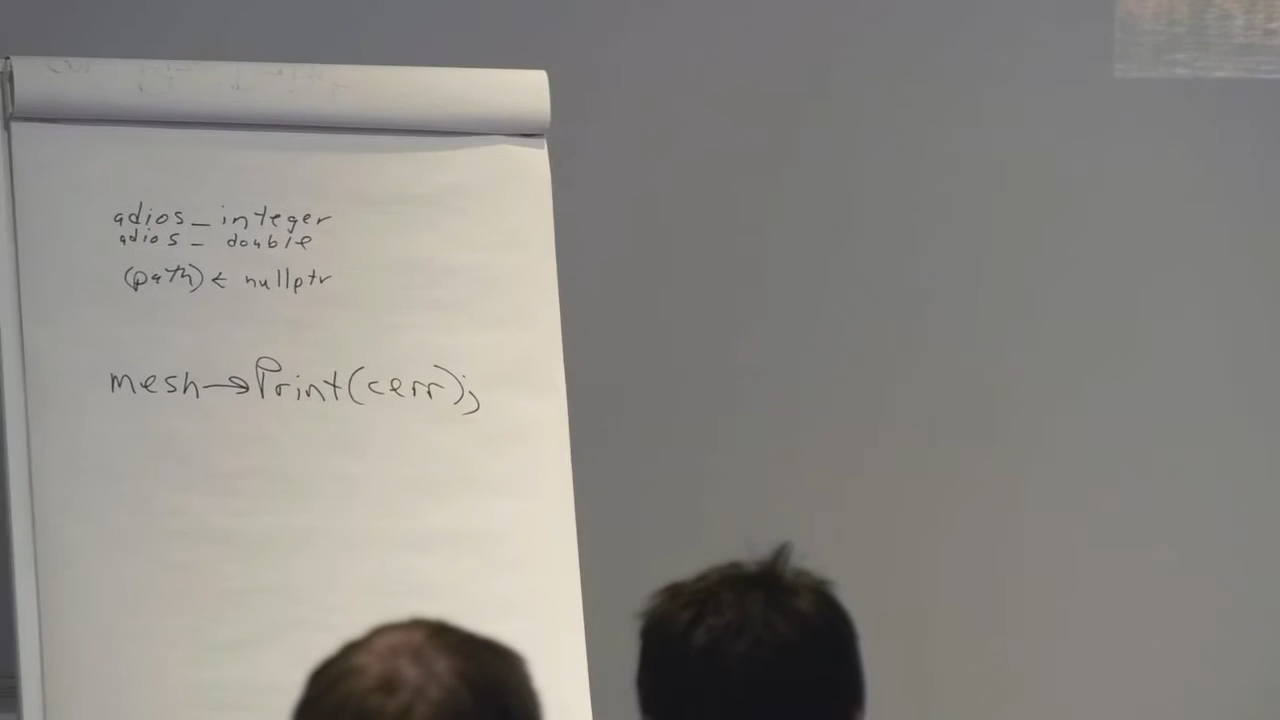 adios_integer
adios_double
(path) ← nullptr
mesh→Print(cerr);